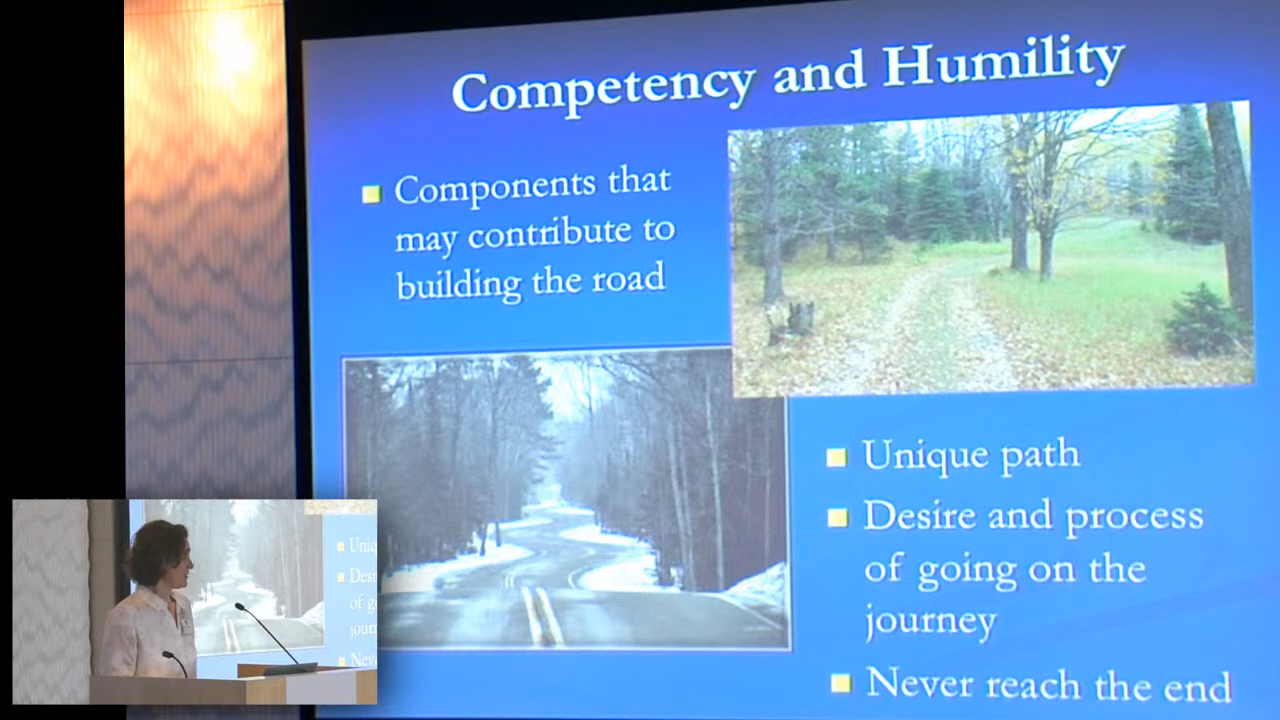 Competency and Humility
Components that
may contribute to
building the road
Unique path
Desire and process
of going on the
journey
Never reach the end